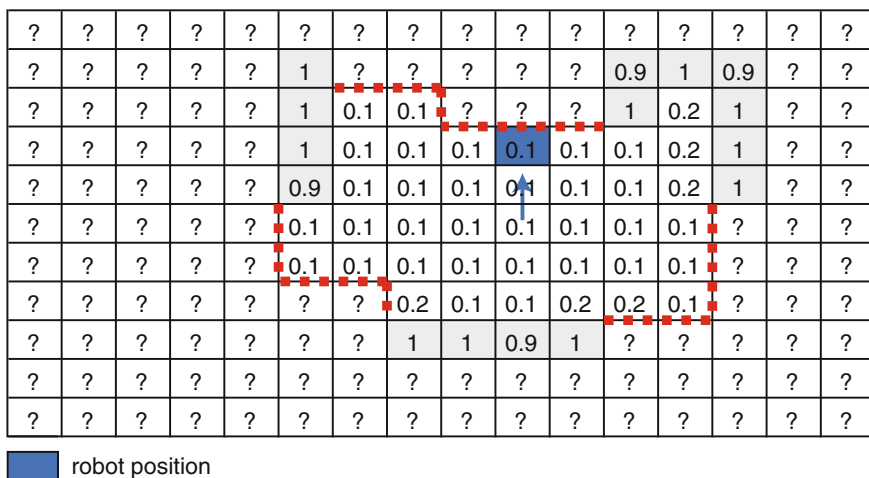 ? ? ? ? ? ? ? ? ? ? ? ? ? ? ? ?
? ? ? ? ? 1 ? ? ? ? ? 0.9 1 0.9 ? ?
? ? ? ? ? 1 0.1 0.1 ? ? ? 1 0.2 1 ? ?
? ? ? ? ? 1 0.1 0.1 0.1 0.1 0.1 0.1 0.2 1 ? ?
? ? ? ? ? 0.9 0.1 0.1 0.1 0.1 0.1 0.1 0.2 1 ? ?
? ? ? ? ? 0.1 0.1 0.1 0.1 0.1 0.1 0.1 0.1 ? ? ?
? ? ? ? ? 0.1 0.1 0.1 0.1 0.1 0.1 0.1 0.1 ? ? ?
? ? ? ? ? ? ? 0.2 0.1 0.1 0.2 0.2 0.1 ? ? ?
? ? ? ? ? ? ? 1 1 0.9 1 ? ? ? ? ?
? ? ? ? ? ? ? ? ? ? ? ? ? ? ? ?
? ? ? ? ? ? ? ? ? ? ? ? ? ? ? ?
robot position